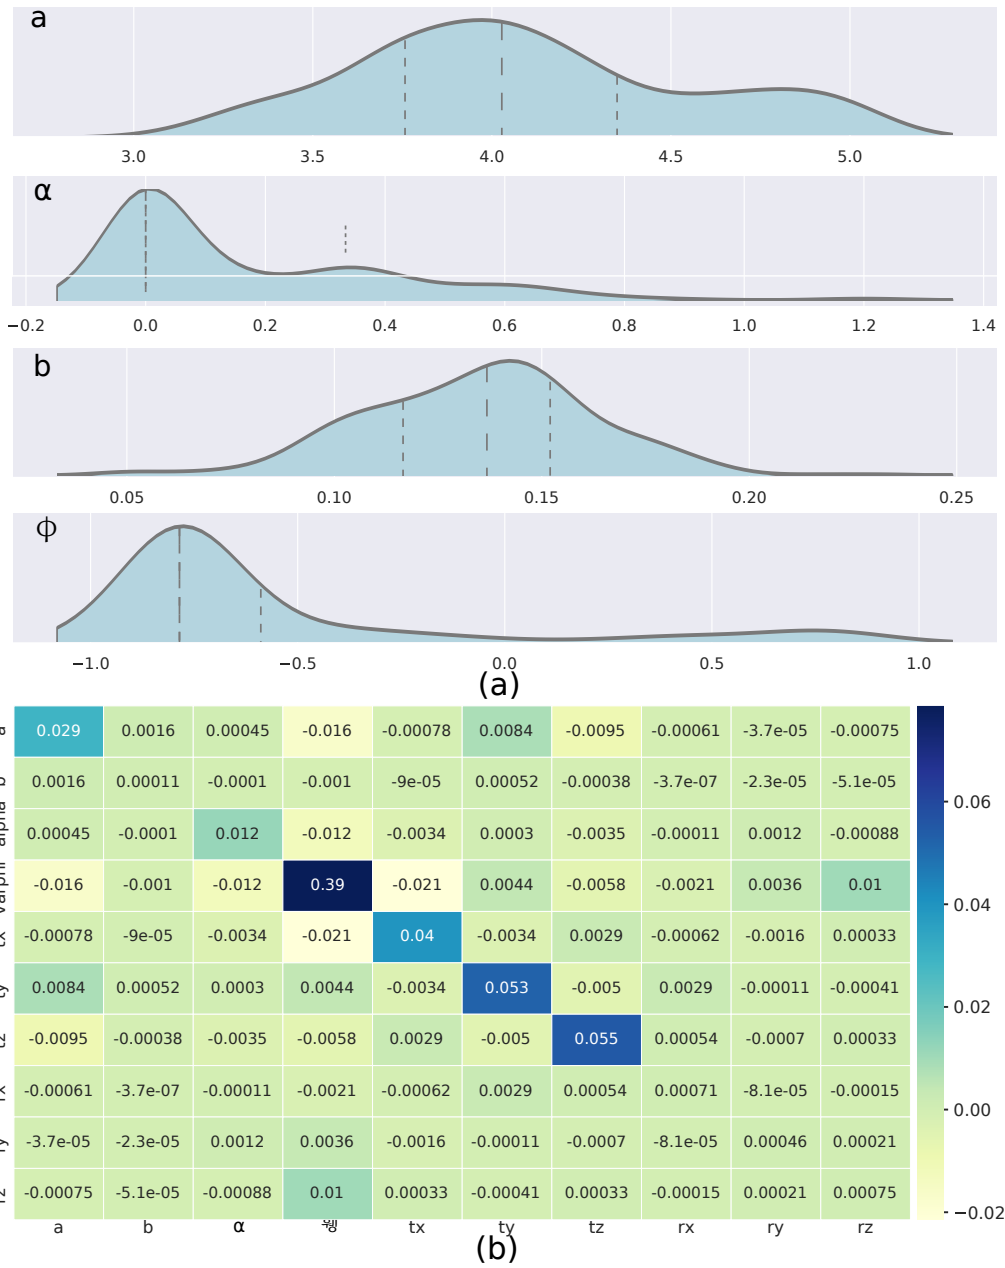 a
3.0 3.5 4.0 4.5 5.0
α
−0.2 0.0 0.2 0.4 0.6 0.8 1.0 1.2 1.4
b
0.05 0.10 0.15 0.20 0.25
ф
−1.0 −0.5 0.0 0.5 1.0
(a)
a 0.029 0.0016 0.00045 -0.016 -0.00078 0.0084 -0.0095 -0.00061 -3.7e-05 -0.00075
b 0.0016 0.00011 -0.0001 -0.001 -9e-05 0.00052 -0.00038 -3.7e-07 -2.3e-05 -5.1e-05
0.06
alpha 0.00045 -0.0001 0.012 -0.012 -0.0034 0.0003 -0.0035 -0.00011 0.0012 -0.00088
-0.016 -0.001 -0.012 0.39 -0.021 0.0044 -0.0058 -0.0021 0.0036 0.01
0.04
tx -0.00078 -9e-05 -0.0034 -0.021 0.04 -0.0034 0.0029 -0.00062 -0.0016 0.00033
ty 0.0084 0.00052 0.0003 0.0044 -0.0034 0.053 -0.005 0.0029 -0.00011 -0.00041
0.02
tz -0.0095 -0.00038 -0.0035 -0.0058 0.0029 -0.005 0.055 0.00054 -0.0007 0.00033
rx -0.00061 -3.7e-07 -0.00011 -0.0021 -0.00062 0.0029 0.00054 0.00071 -8.1e-05 -0.00015
0.00
ry -3.7e-05 -2.3e-05 0.0012 0.0036 -0.0016 -0.00011 -0.0007 -8.1e-05 0.00046 0.00021
rz -0.00075 -5.1e-05 -0.00088 0.01 0.00033 -0.00041 0.00033 -0.00015 0.00021 0.00075
−0.02
a b α tx ty tz rx ry rz
(b)